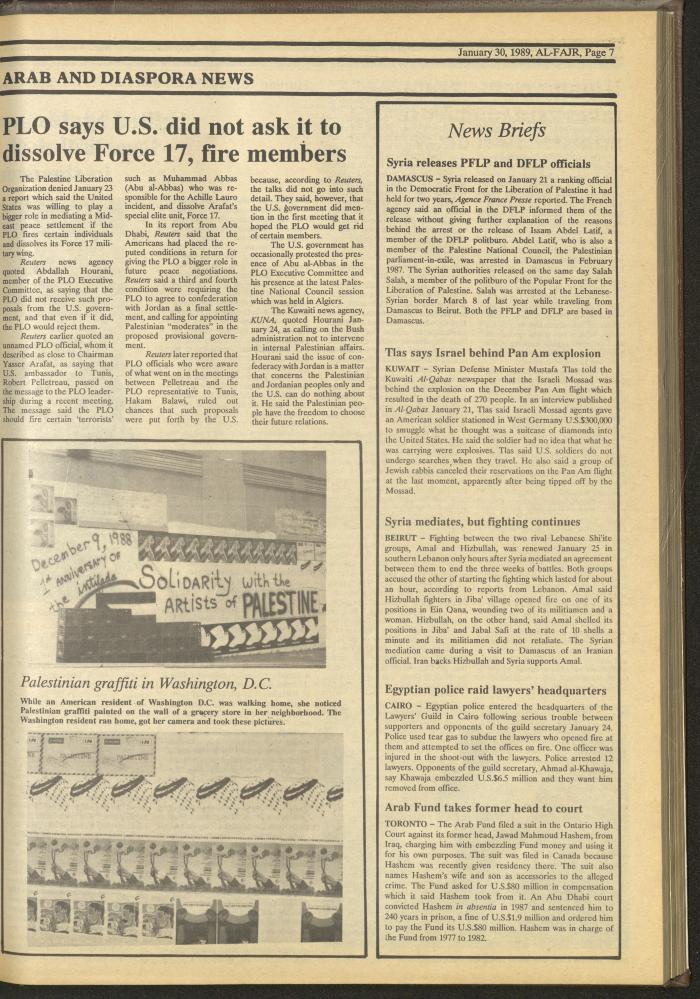 January 30, 1989, AL-FAJR, Page 7
ARAB AND DIASPORA NEWS
PLO says U.S. did not ask it to
dissolve Force 17, fire members
The Palestine Liberation
Organization denied January 23
a report which said the United
States was willing to play a
bigger role in mediating a Mid-
east peace settlement if the
PLO fires certain individuals
and dissolves its Force 17 mili-
tary wing.
Reuters news agency
quoted Abdallah Hourani,
member of the PLO Executive
Committee, as saying that the
PLO did not receive such pro-
posals from the U.S. govern-
ment, and that even if it did,
the PLO would reject them.
Reuters earlier quoted an
unnamed PLO official, whom it
described as close to Chairman
Yasser Arafat, as saying that
U.S. ambassador to Tunis,
Robert Pelletreau, passed on
the message to the PLO leader-
ship during a recent meeting.
The message said the PLO
should fire certain 'terrorists'
such as Muhammad Abbas
(Abu al-Abbas) who was re-
sponsible for the Achille Lauro
incident, and dissolve Arafat's
special elite unit, Force 17.
In its report from Abu
Dhabi, Reuters said that the
Americans had placed the re-
puted conditions in return for
giving the PLO a bigger role in
future peace negotiations.
Reuters said a third and fourth
condition were requiring the
PLO to agree to confederation
with Jordan as a final settle-
ment, and calling for appointing
Palestinian "moderates" in the
proposed provisional govern-
ment.
Reuters later reported that
PLO officials who were aware
of what went on in the meetings
between Pelletreau and the
PLO representative to Tunis,
Hakam Balawi, ruled out
chances that such proposals
were put forth by the U.S.
because, according to Reuters,
the talks did not go into such
detail. They said, however, that
the U.S. government did men-
tion in the first meeting that it
hoped the PLO would get rid
of certain members.
The U.S. government has
occasionally protested the pres-
ence of Abu al-Abbas in the
PLO Executive Committee and
his presence at the latest Pales-
tine National Council session
which was held in Algiers.
The Kuwaiti news agency,
KUNA, quoted Hourani Jan-
uary 24, as calling on the Bush
administration not to intervene
in internal Palestinian affairs.
Hourani said the issue of con-
federacy with Jordan is a matter
that concerns the Palestinian
and Jordanian peoples only and
the U.S. can do nothing about
it. He said the Palestinian peo-
ple have the freedom to choose
their future relations.
December 9, 1988
1st Anniversary of
the intifada
Solidarity with the
ARTISTS of PALESTINE
Palestinian graffiti in Washington, D.C.
While an American resident of Washington D.C. was walking home, she noticed
Palestinian graffiti painted on the wall of a grocery store in her neighborhood. The
Washington resident ran home, got her camera and took these pictures.
News Briefs
Syria releases PFLP and DFLP officials
DAMASCUS – Syria released on January 21 a ranking official
in the Democratic Front for the Liberation of Palestine it had
held for two years, Agence France Presse reported. The French
agency said an official in the DFLP informed them of the
release without giving further explanation of the reasons
behind the arrest or the release of Issam Abdel Latif, a
member of the DFLP politburo. Abdel Latif, who is also a
member of the Palestine National Council, the Palestinian
parliament-in-exile, was arrested in Damascus in February
1987. The Syrian authorities released on the same day Salah
Salah, a member of the politburo of the Popular Front for the
Liberation of Palestine. Salah was arrested at the Lebanese-
Syrian border March 8 of last year while traveling from
Damascus to Beirut. Both the PFLP and DFLP are based in
Damascus.
Tlas says Israel behind Pan Am explosion
KUWAIT – Syrian Defense Minister Mustafa Tlas told the
Kuwaiti Al-Qabas newspaper that the Israeli Mossad was
behind the explosion on the December Pan Am flight which
resulted in the death of 270 people. In an interview published
in Al-Qabas January 21, Tlas said Israeli Mossad agents gave
an American soldier stationed in West Germany U.S.$300,000
to smuggle what he thought was a suitcase of diamonds into
the United States. He said the soldier had no idea that what he
was carrying were explosives. Tlas said U.S. soldiers do not
undergo searches when they travel. He also said a group of
Jewish rabbis canceled their reservations on the Pan Am flight
at the last moment, apparently after being tipped off by the
Mossad.
Syria mediates, but fighting continues
BEIRUT – Fighting between the two rival Lebanese Shi'ite
groups, Amal and Hizbullah, was renewed January 25 in
southern Lebanon only hours after Syria mediated an agreement
between them to end the three weeks of battles. Both groups
accused the other of starting the fighting which lasted for about
an hour, according to reports from Lebanon. Amal said
Hizbullah fighters in Jiba' village opened fire on one of its
positions in Ein Qana, wounding two of its militiamen and a
woman. Hizbullah, on the other hand, said Amal shelled its
positions in Jiba' and Jabal Safi at the rate of 10 shells a
minute and its militiamen did not retaliate. The Syrian
mediation came during a visit to Damascus of an Iranian
official. Iran backs Hizbullah and Syria supports Amal.
Egyptian police raid lawyers' headquarters
CAIRO – Egyptian police entered the headquarters of the
Lawyers' Guild in Cairo following serious trouble between
supporters and opponents of the guild secretary January 24.
Police used tear gas to subdue the lawyers who opened fire at
them and attempted to set the offices on fire. One officer was
injured in the shoot-out with the lawyers. Police arrested 12
lawyers. Opponents of the guild secretary, Ahmad al-Khawaja,
say Khawaja embezzled U.S.$6.5 million and they want him
removed from office.
Arab Fund takes former head to court
TORONTO – The Arab Fund filed a suit in the Ontario High
Court against its former head, Jawad Mahmoud Hashem, from
Iraq, charging him with embezzling Fund money and using it
for his own purposes. The suit was filed in Canada because
Hashem was recently given residency there. The suit also
names Hashem's wife and son as accessories to the alleged
crime. The Fund asked for U.S.$80 million in compensation
which it said Hashem took from it. An Abu Dhabi court
convicted Hashem in absentia in 1987 and sentenced him to
240 years in prison, a fine of U.S.$1.9 million and ordered him
to pay the Fund its U.S.$80 million. Hashem was in charge of
the Fund from 1977 to 1982.